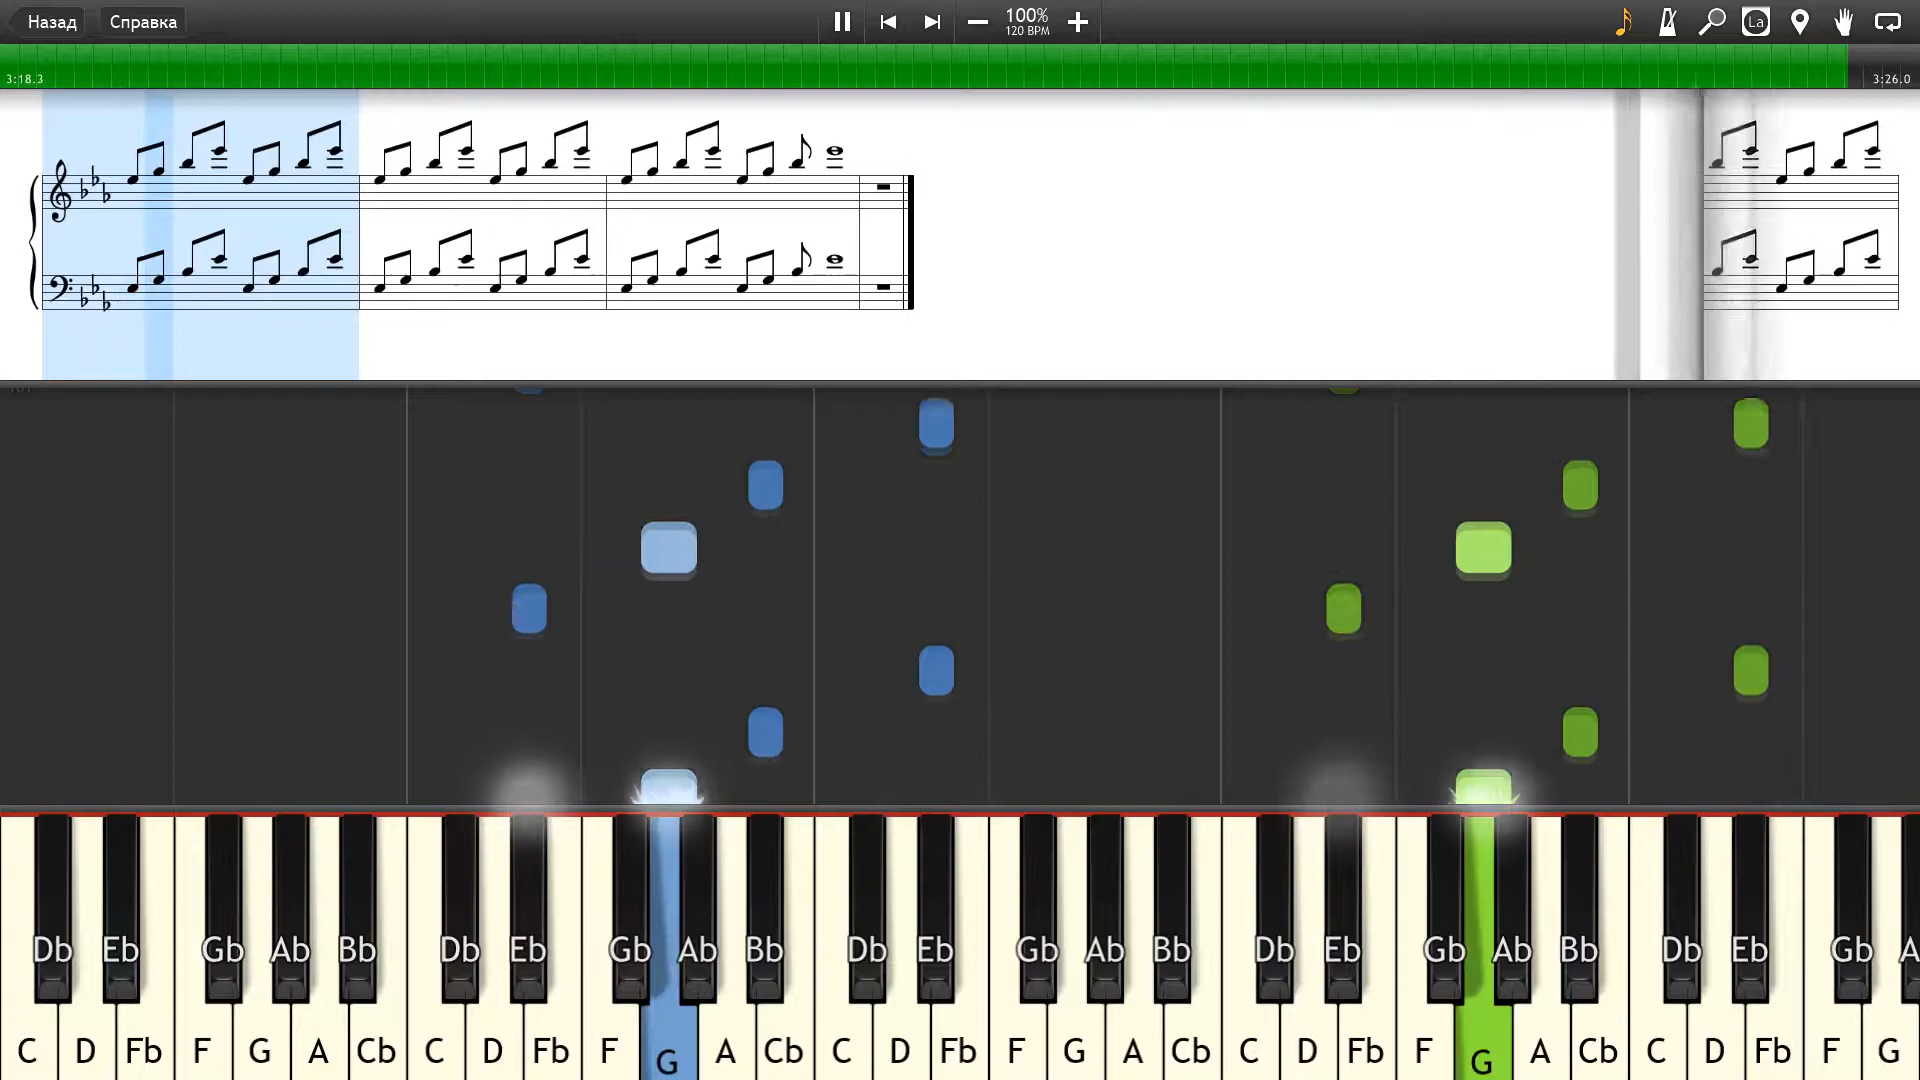 Назад Справка 100% La
120 BPM
3:18.3 3:26.0
Db Eb Gb Ab Bb Db Eb Gb Ab Bb Db Eb Gb Ab Bb Db Eb Gb Ab Bb Db Eb Gb A
C D Fb F G A Cb C D Fb F G A Cb C D Fb F G A Cb C D Fb F G A Cb C D Fb F G